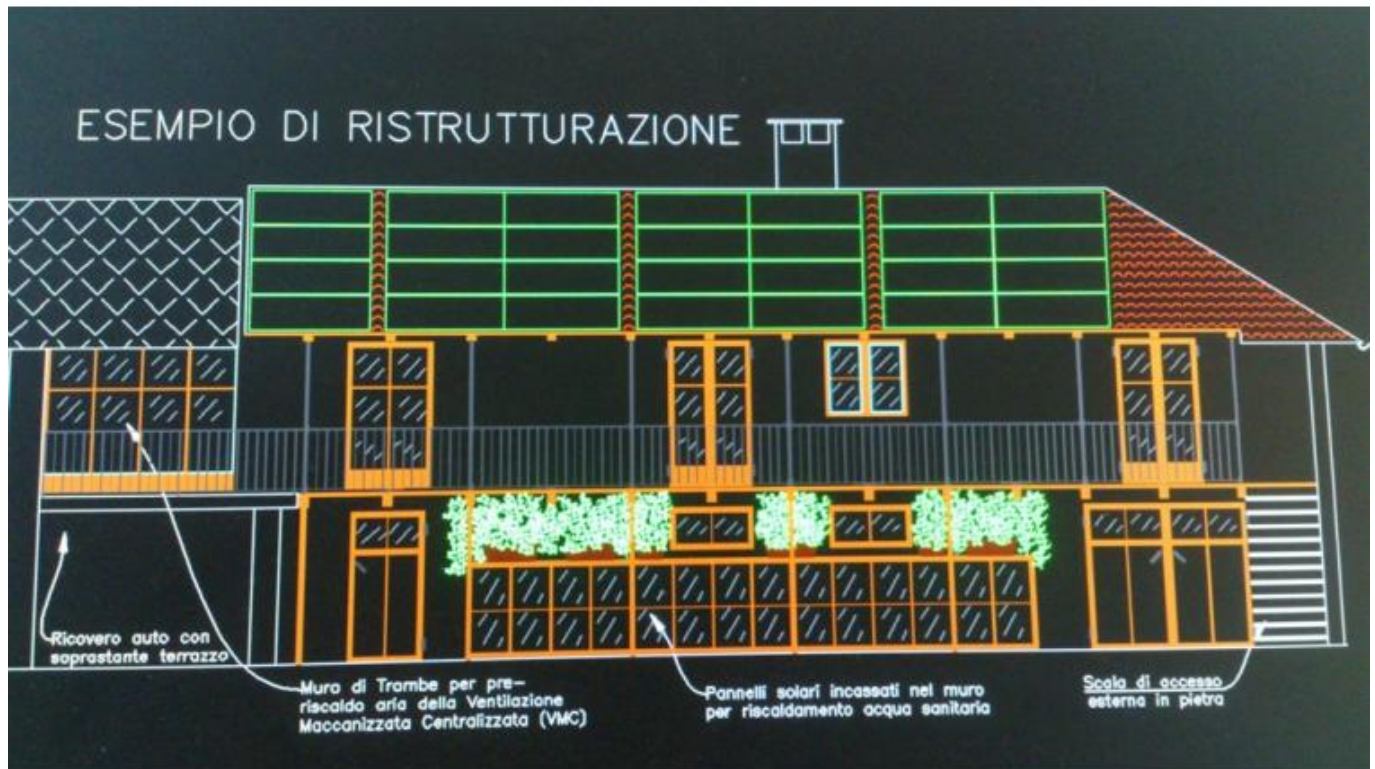 ESEMPIO DI RISTRUTTURAZIONE
Ricovero auto con
soprastante terrazzo
Mura di Trombe per pre-
riscaldo aria della Ventilazione
Maccanizzata Centralizzata (VMC)
Pannelli solari incassati nel muro
per riscaldamento acqua sanitaria
Scala di accesso
esterna in pietra